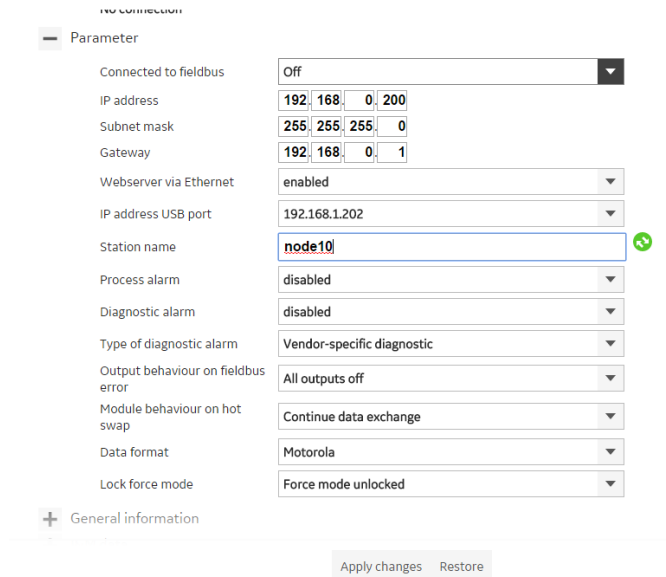 No connection
Parameter
Connected to fieldbus Off
IP address 192. 168. 0. 200
Subnet mask 255. 255. 255. 0
Gateway 192. 168. 0. 1
Webserver via Ethernet enabled
IP address USB port 192.168.1.202
Station name node10
Process alarm disabled
Diagnostic alarm disabled
Type of diagnostic alarm Vendor-specific diagnostic
Output behaviour on fieldbus
error All outputs off
Module behaviour on hot
swap Continue data exchange
Data format Motorola
Lock force mode Force mode unlocked
General information
Apply changes Restore